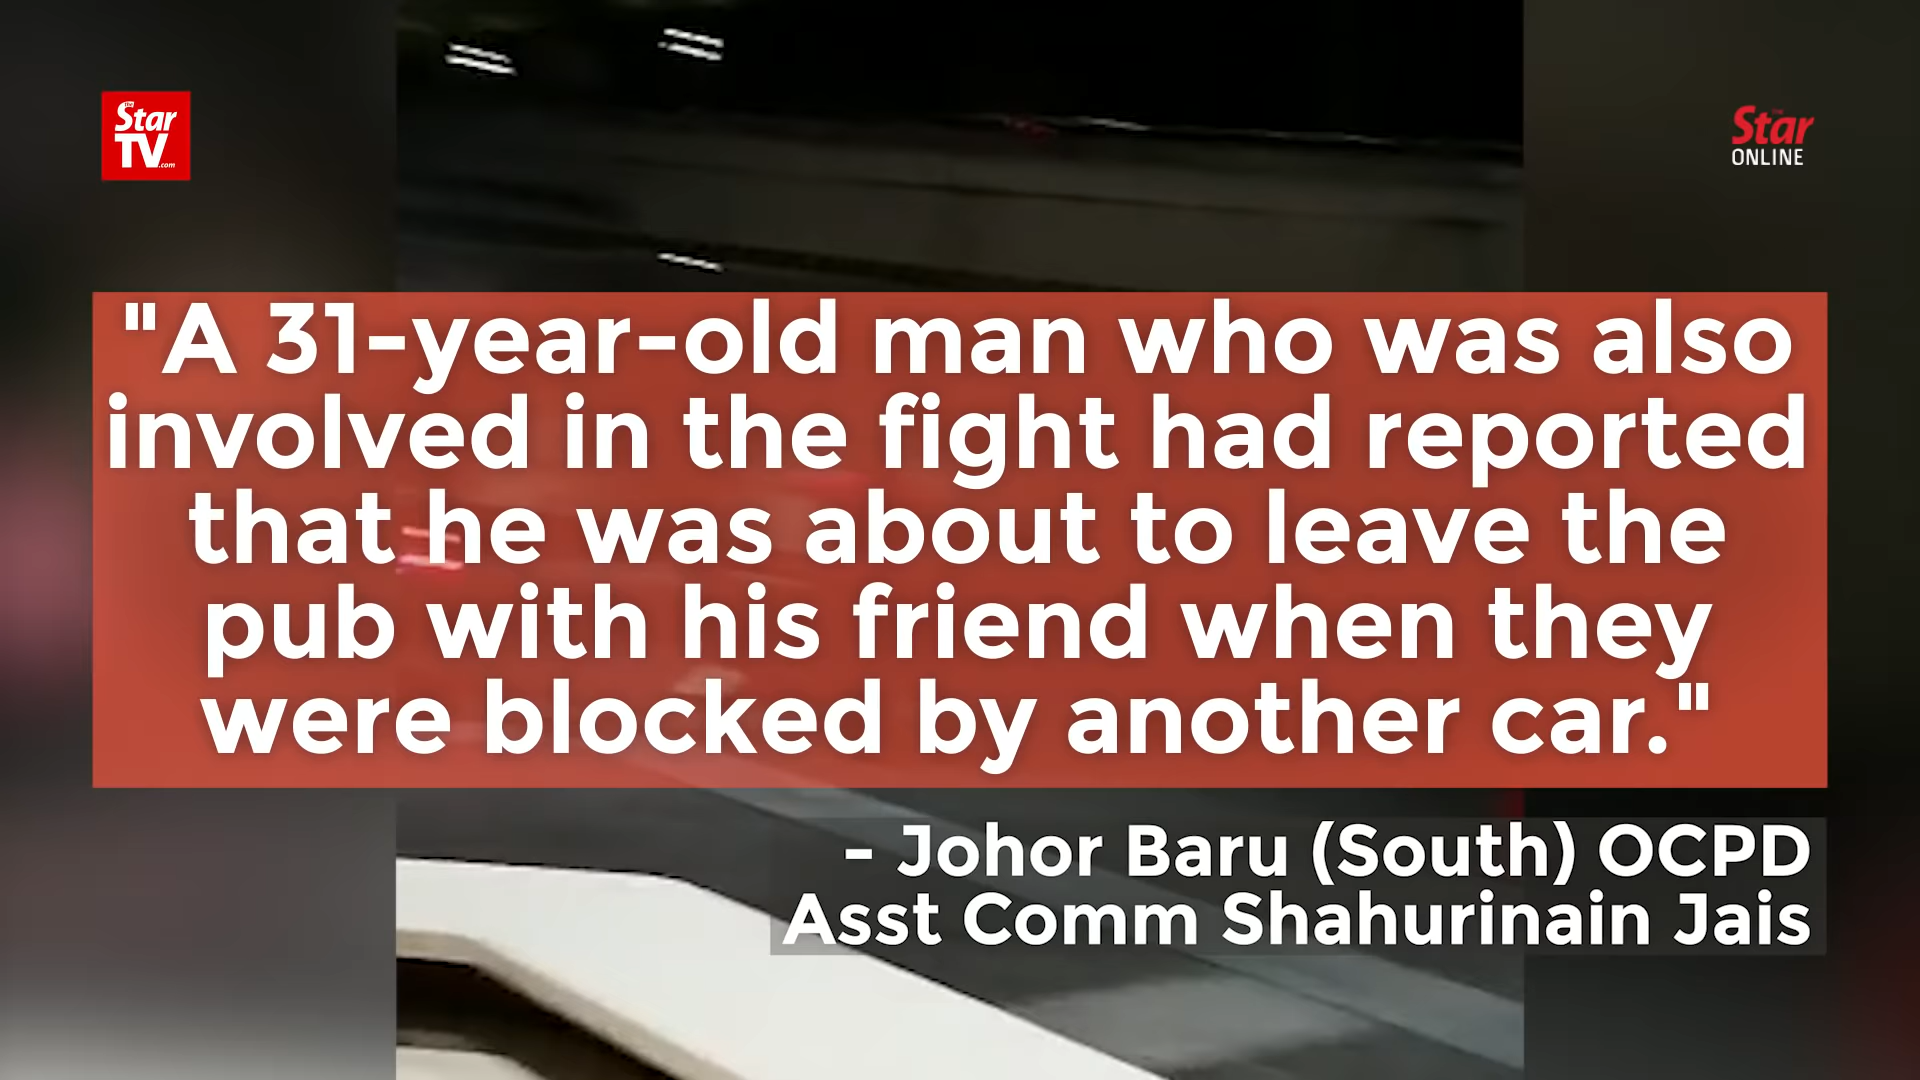 the
Star
TV.com
Star
ONLINE
"A 31-year-old man who was also
involved in the fight had reported
that he was about to leave the
pub with his friend when they
were blocked by another car."
- Johor Baru (South) OCPD
Asst Comm Shahurinain Jais